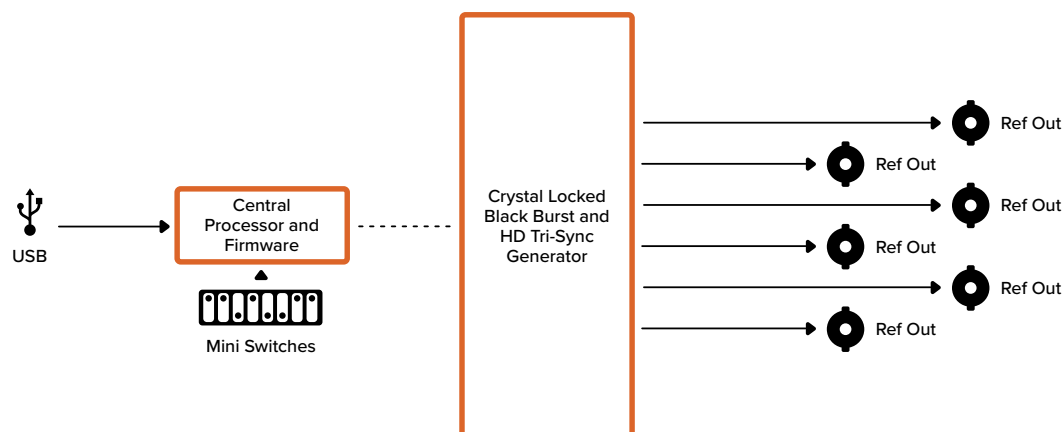 USB
Central
Processor and
Firmware
Mini Switches
Crystal Locked
Black Burst and
HD Tri-Sync
Generator
Ref Out
Ref Out
Ref Out
Ref Out
Ref Out
Ref Out